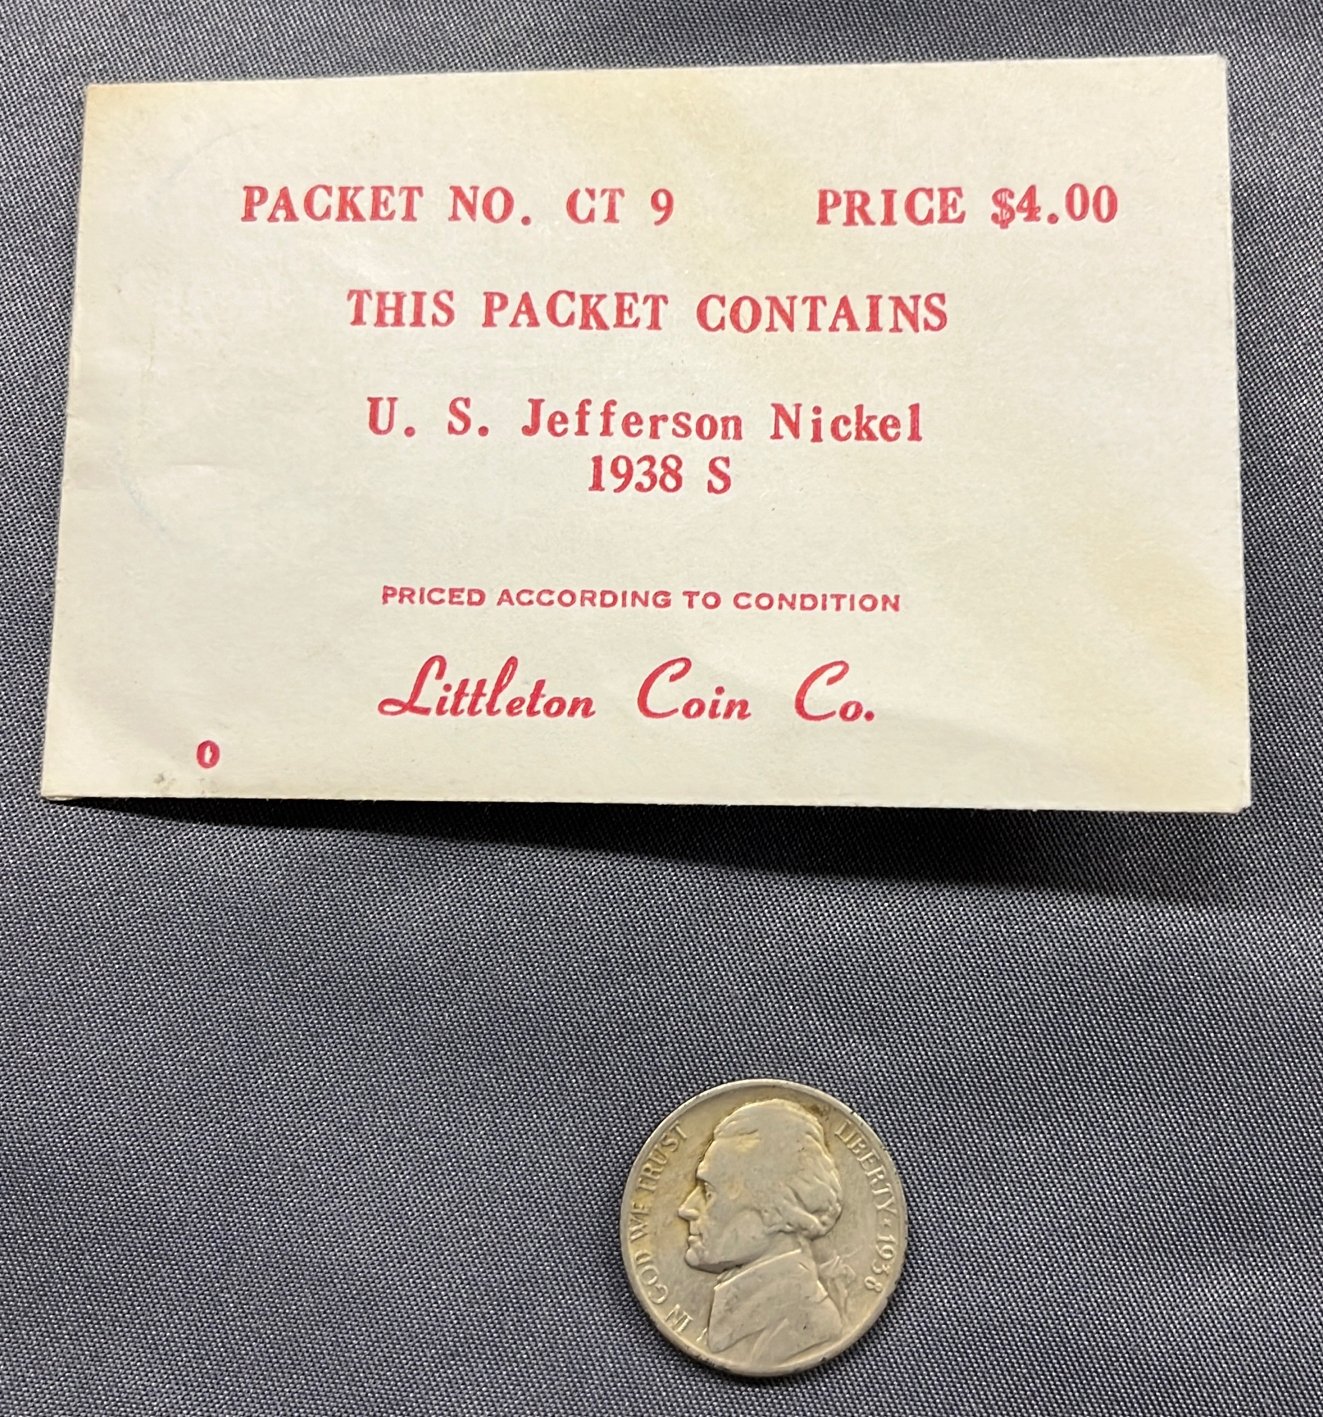 PACKET NO. CT 9 PRICE $4.00
THIS PACKET CONTAINS
U. S. Jefferson Nickel
1938 S
PRICED ACCORDING TO CONDITION
Littleton Coin Co.
0
IN GOD WE TRUST
LIBERTY * 1938